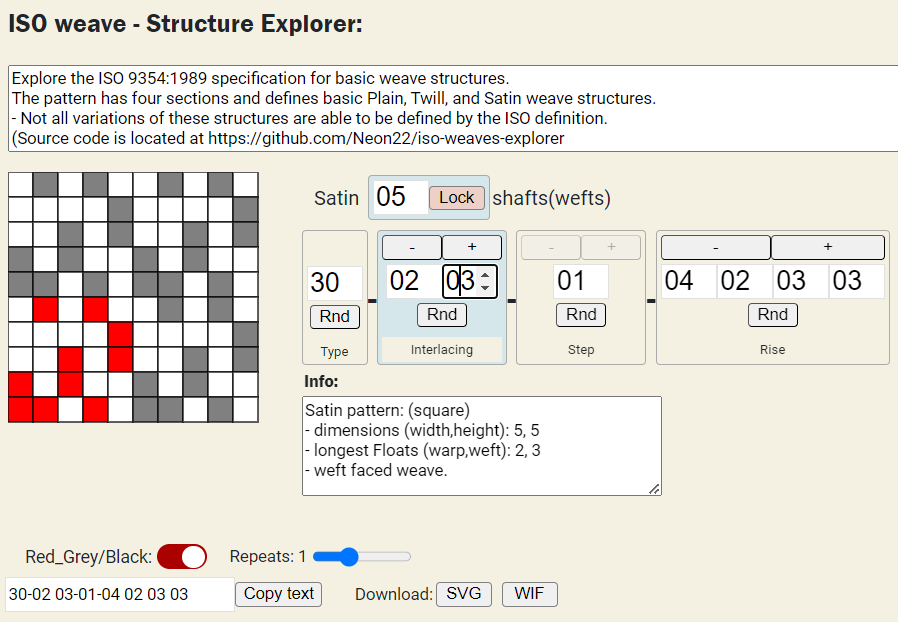 ISO weave - Structure Explorer:
Explore the ISO 9354:1989 specification for basic weave structures.
The pattern has four sections and defines basic Plain, Twill, and Satin weave structures.
- Not all variations of these structures are able to be defined by the ISO definition.
(Source code is located at https://github.com/Neon22/iso-weaves-explorer
Satin 05 Lock shafts(wefts)
- + - + - +
30 - 02 03 - 01 - 04 02 03 03
Rnd Rnd Rnd Rnd
Type Interlacing Step Rise
Info:
Satin pattern: (square)
- dimensions (width,height): 5, 5
- longest Floats (warp,weft): 2, 3
- weft faced weave.
Red_Grey/Black: Repeats: 1
30-02 03-01-04 02 03 03 Copy text Download: SVG WIF